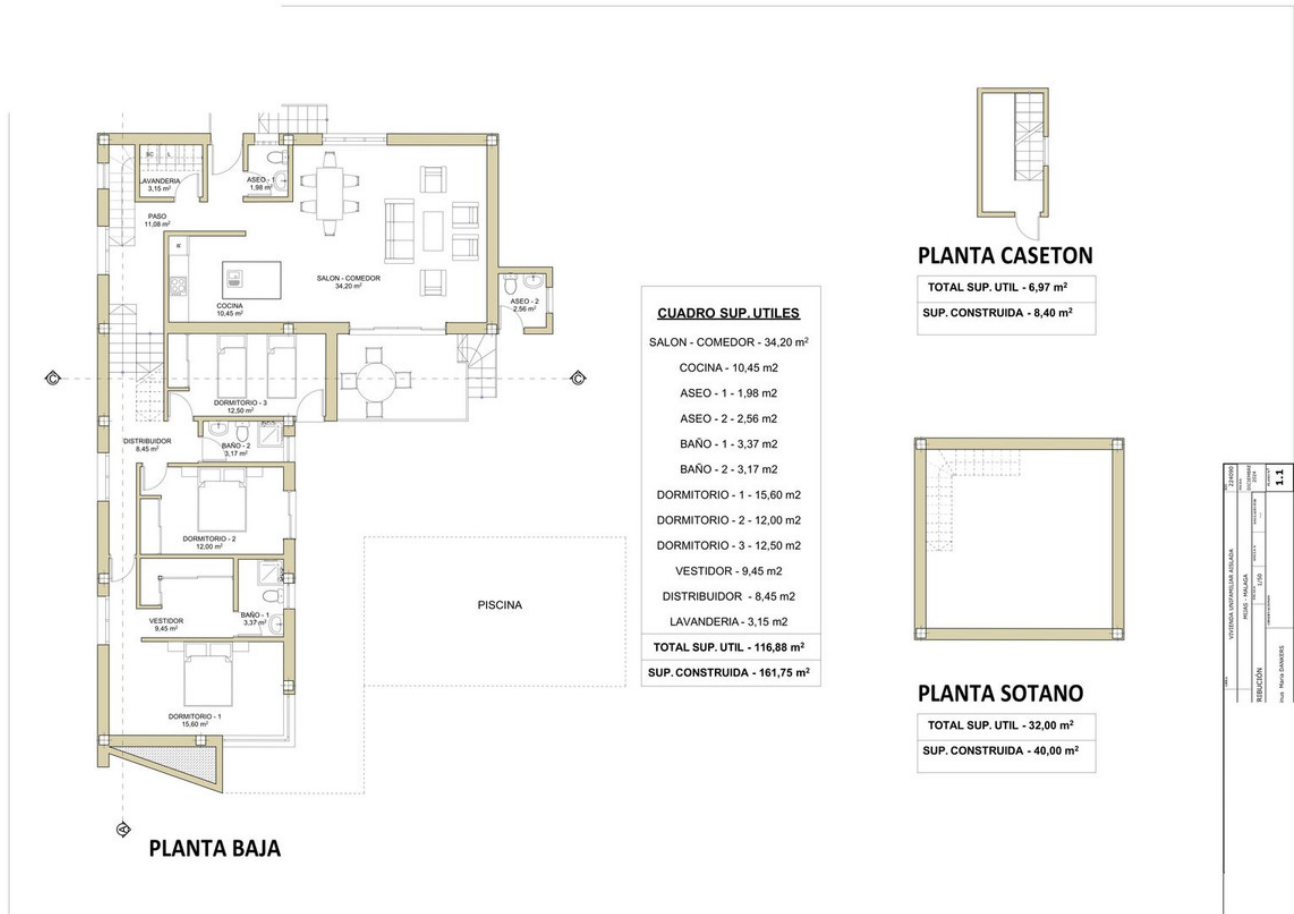 SC L
LAVANDERIA
3,15 m²
ASEO - 1
1,98 m²
PASO
11,08 m²
SALON - COMEDOR
34,20 m²
COCINA
10,45 m²
ASEO - 2
2,56 m²
C
C
DORMITORIO - 3
12,50 m²
DISTRIBUIDOR
8,45 m²
BAÑO - 2
3,17 m²
DORMITORIO - 2
12,00 m²
VESTIDOR
9,45 m²
BAÑO - 1
3,37 m²
DORMITORIO - 1
15,60 m²
PISCINA
A
PLANTA BAJA
CUADRO SUP. UTILES
SALON - COMEDOR - 34,20 m²
COCINA - 10,45 m2
ASEO - 1 - 1,98 m2
ASEO - 2 - 2,56 m2
BAÑO - 1 - 3,37 m2
BAÑO - 2 - 3,17 m2
DORMITORIO - 1 - 15,60 m2
DORMITORIO - 2 - 12,00 m2
DORMITORIO - 3 - 12,50 m2
VESTIDOR - 9,45 m2
DISTRIBUIDOR - 8,45 m2
LAVANDERIA - 3,15 m2
TOTAL SUP. UTIL - 116,88 m²
SUP. CONSTRUIDA - 161,75 m²
PLANTA CASETON
TOTAL SUP. UTIL - 6,97 m²
SUP. CONSTRUIDA - 8,40 m²
PLANTA SOTANO
TOTAL SUP. UTIL - 32,00 m²
SUP. CONSTRUIDA - 40,00 m²
VIVIENDA UNIFAMILIAR AISLADA
MIJAS - MALAGA
1/50
DICIEMBRE
1.1
RIBUCIÓN
Maria DANKERS